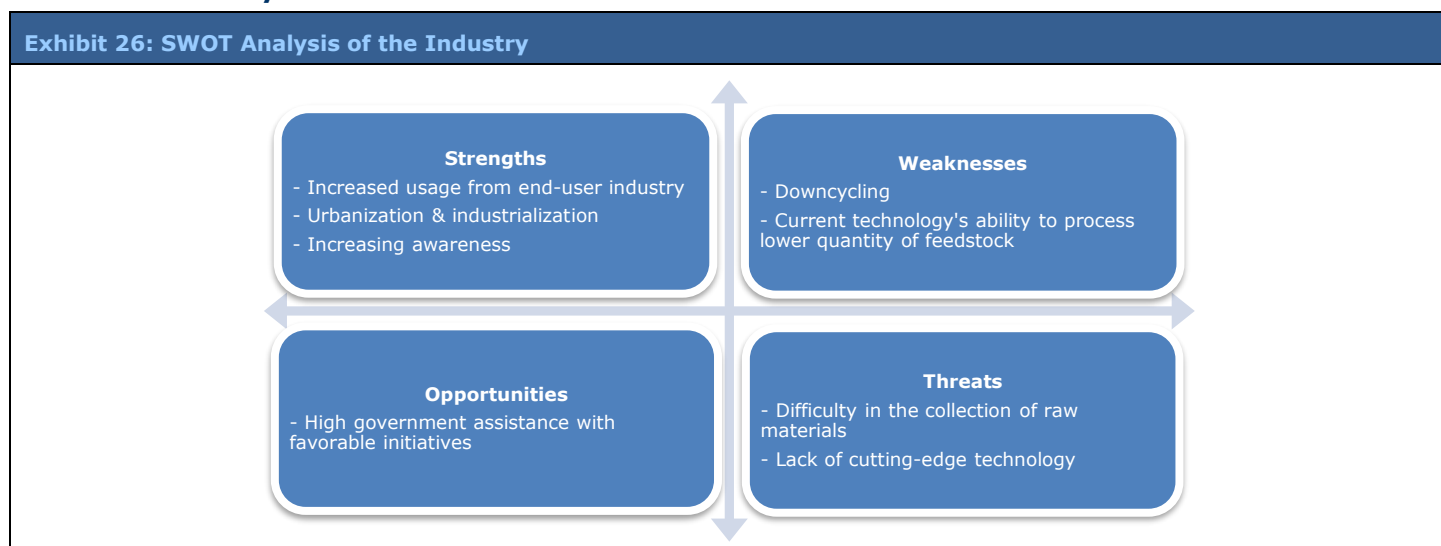 Exhibit 26: SWOT Analysis of the Industry
Strengths
- Increased usage from end-user industry
- Urbanization & industrialization
- Increasing awareness
Weaknesses
- Downcycling
- Current technology's ability to process
lower quantity of feedstock
Opportunities
- High government assistance with
favorable initiatives
Threats
- Difficulty in the collection of raw
materials
- Lack of cutting-edge technology